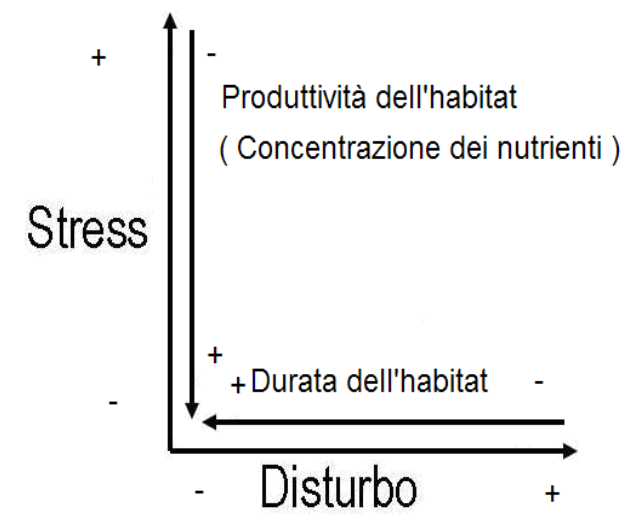 + -
Produttività dell'habitat
( Concentrazione dei nutrienti )
Stress
+
+ Durata dell'habitat -
-
Disturbo
- +